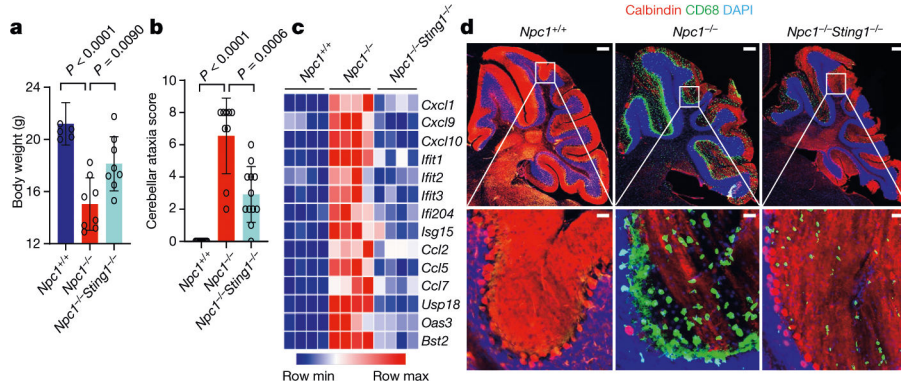 a
P < 0.0001
P = 0.0090
Body weight (g)
24
20
16
12
Npc1+/+
Npc1−/−
Npc1−/−Sting1−/−
b
P < 0.0001
P = 0.0006
Cerebellar ataxia score
10
8
6
4
2
0
Npc1+/+
Npc1−/−
Npc1−/−Sting1−/−
c
Npc1+/+
Npc1−/−
Npc1−/−Sting1−/−
Cxcl1
Cxcl9
Cxcl10
Ifit1
Ifit2
Ifit3
Ifi204
Isg15
Ccl2
Ccl5
Ccl7
Usp18
Oas3
Bst2
Row min
Row max
d
Calbindin CD68 DAPI
Npc1+/+
Npc1−/−
Npc1−/−Sting1−/−